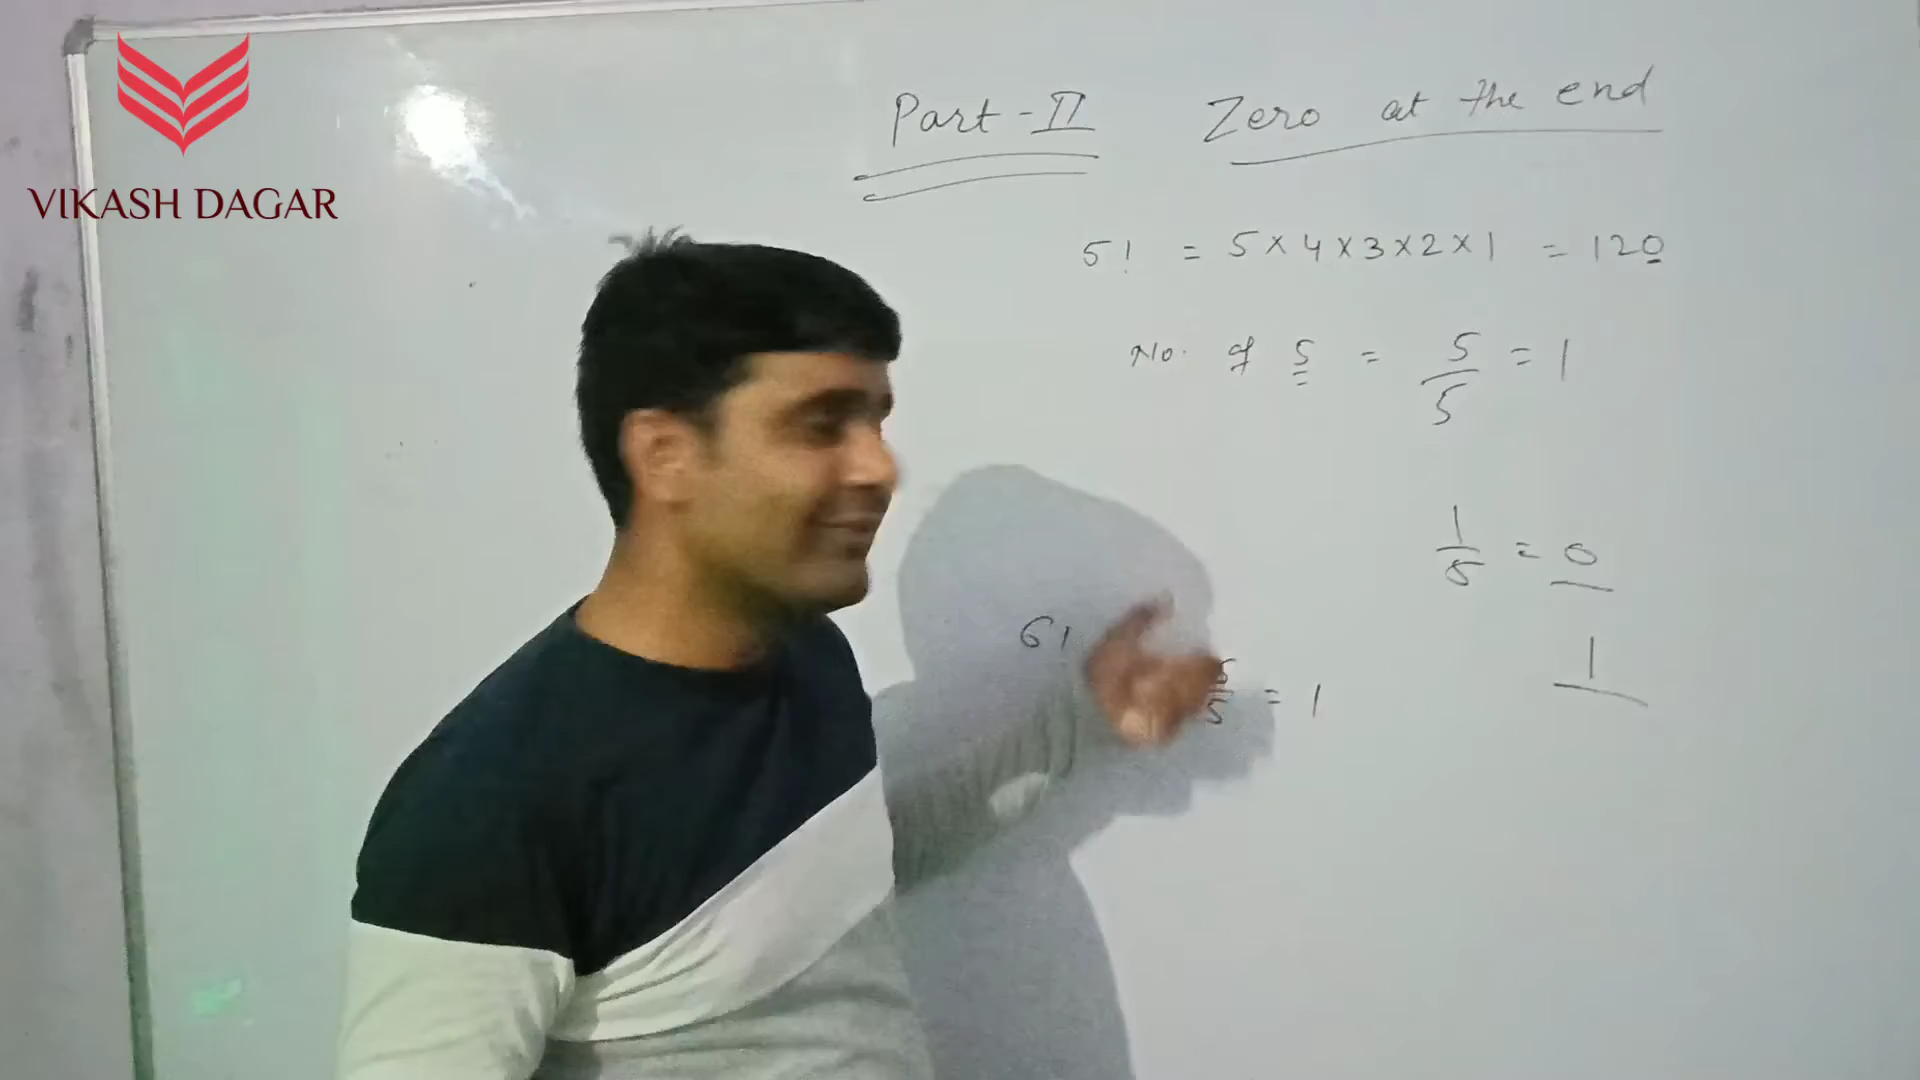 VIKASH DAGAR
Part-II Zero at the end
5! = 5×4×3×2×1 = 120
No. of 5 = 5/5 = 1
1/5 = 0
6!
5 = 1
1